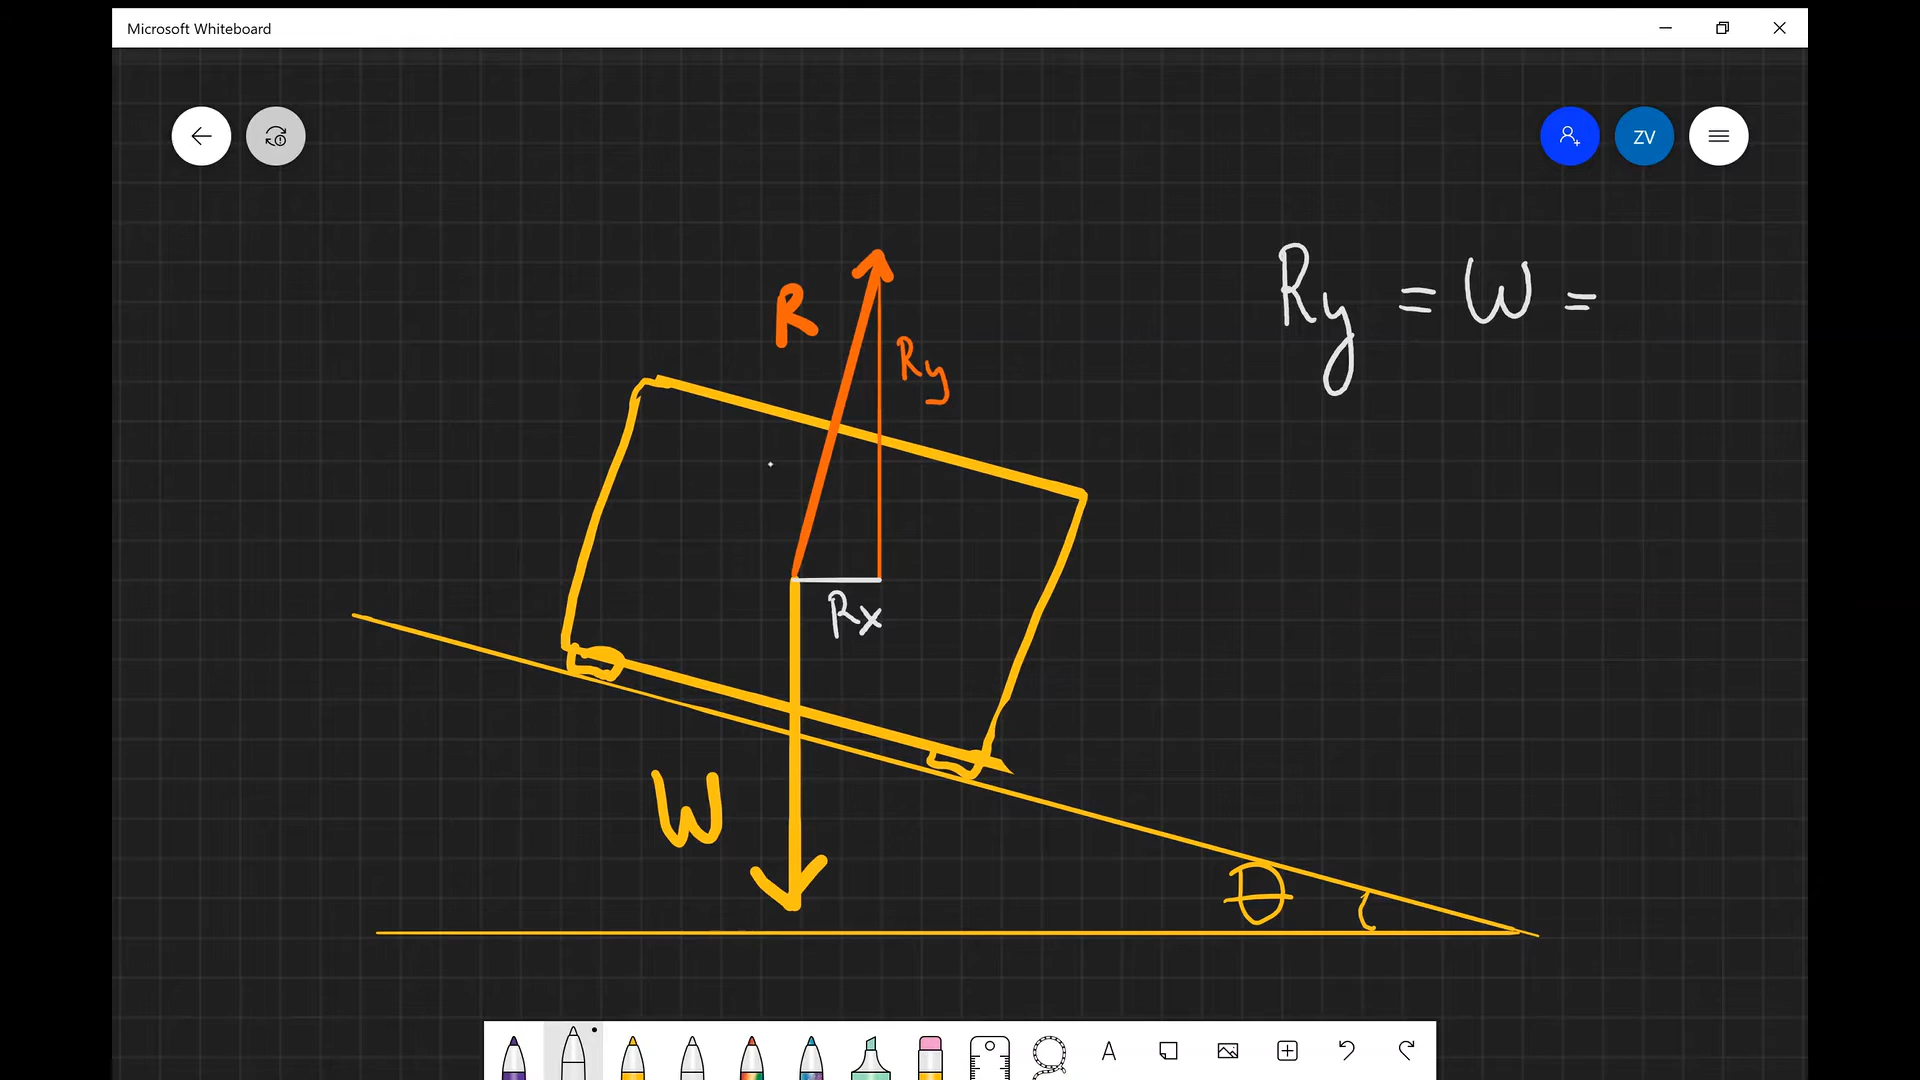 Microsoft Whiteboard
ZV
Ry = W =
R
Ry
Rx
W
θ
A